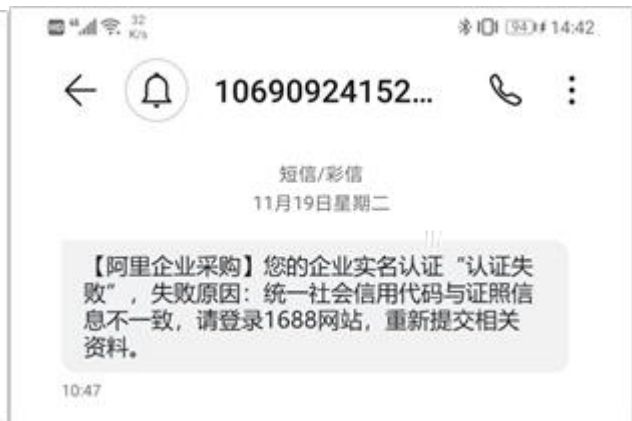 HD 46 32 K/s 94 14:42
10690924152...
短信/彩信
11月19日星期二
【阿里企业采购】您的企业实名认证“认证失
败”，失败原因：统一社会信用代码与证照信
息不一致，请登录1688网站，重新提交相关
资料。
10:47